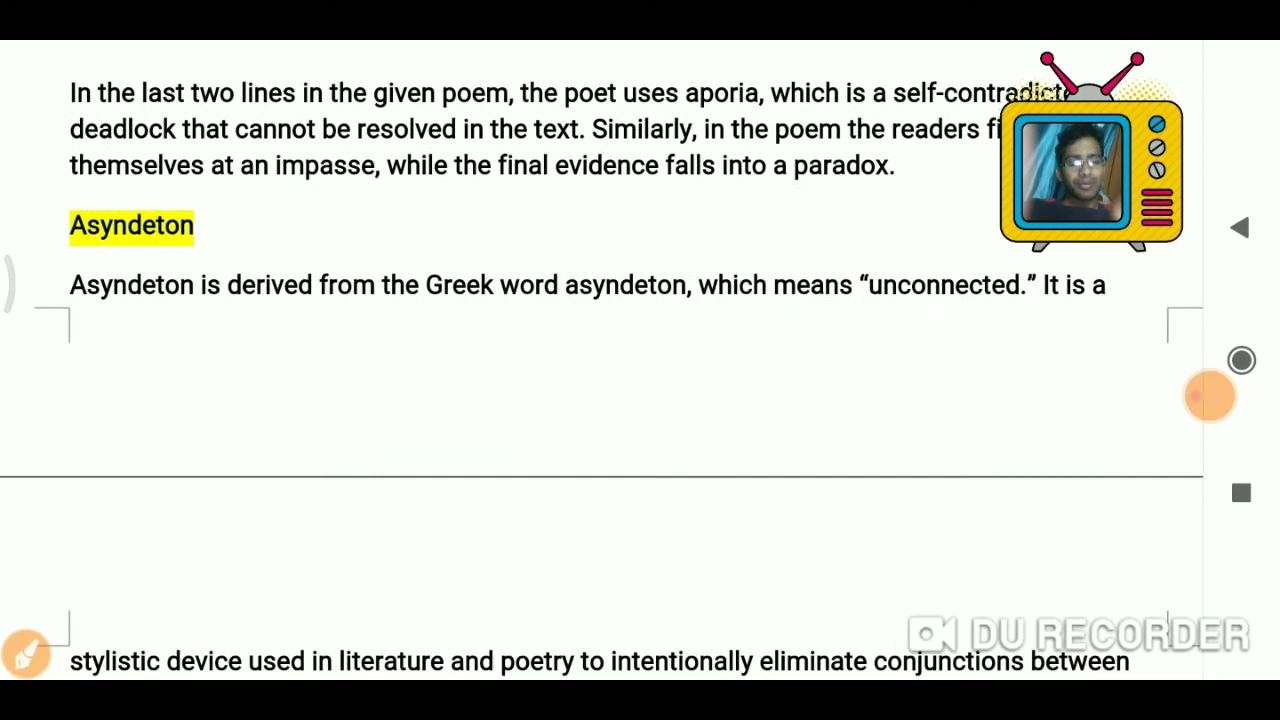 In the last two lines in the given poem, the poet uses aporia, which is a
deadlock that cannot be resolved in the text. Similarly, in the poem the readers
themselves at an impasse, while the final evidence falls into a paradox.
Asyndeton
Asyndeton is derived from the Greek word asyndeton, which means “unconnected.” It is a
stylistic device used in literature and poetry to intentionally eliminate conjunctions between
DU RECORDER